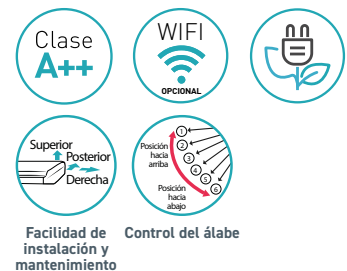 Clase
A++
WIFI
OPCIONAL
Superior
Posterior
Derecha
Posición
hacia
arriba
1
2
3
4
5
6
Posición
hacia
abajo
Facilidad de
instalación y
mantenimiento
Control del álabe